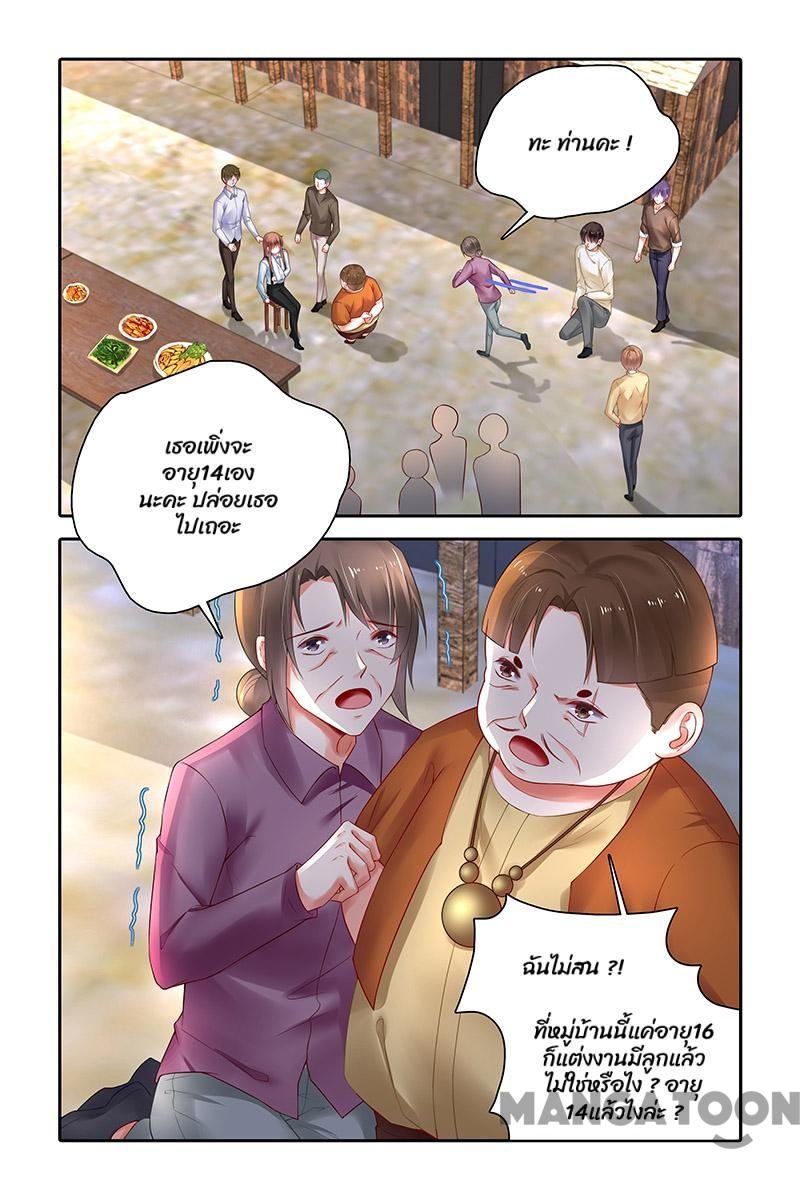 ทะ ท่านคะ !
เธอเพิ่งจะ
อายุ14เอง
นะคะ ปล่อยเธอ
ไปเถอะ
ฉันไม่สน ?!
ที่หมู่บ้านนี้แค่อายุ16
ก็แต่งงานมีลูกแล้ว
ไม่ใช่หรือไง ? อายุ
14แล้วไงล่ะ ?
MANGATOON